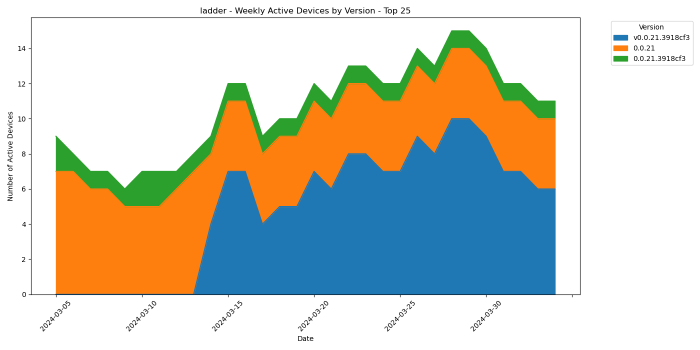 ladder - Weekly Active Devices by Version - Top 25
Version
v0.0.21.3918cf3
0.0.21
0.0.21.3918cf3
Number of Active Devices
14
12
10
8
6
4
2
0
2024-03-05
2024-03-10
2024-03-15
2024-03-20
2024-03-25
2024-03-30
Date